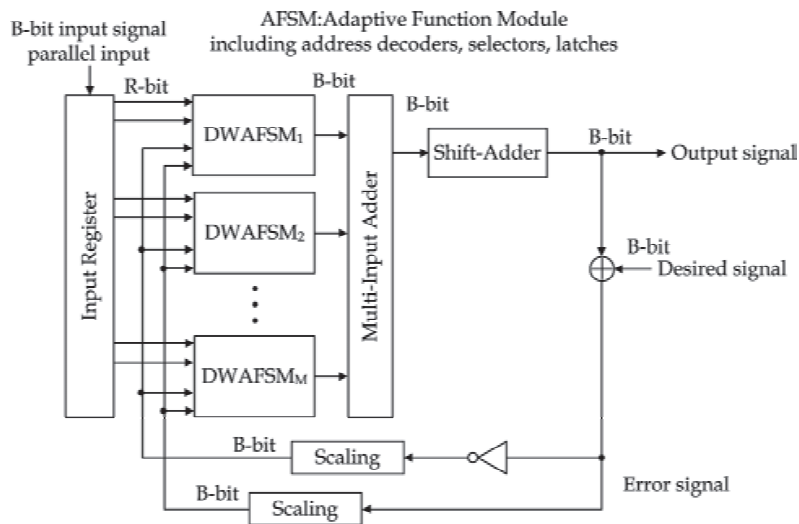 AFSM:Adaptive Function Module
including address decoders, selectors, latches
B-bit input signal
parallel input
R-bit
B-bit
B-bit
Input Register
DWAFSM₁
DWAFSM₂
DWAFSMM
Multi-Input Adder
Shift-Adder
B-bit
Output signal
B-bit
Desired signal
B-bit
Scaling
B-bit
Scaling
Error signal